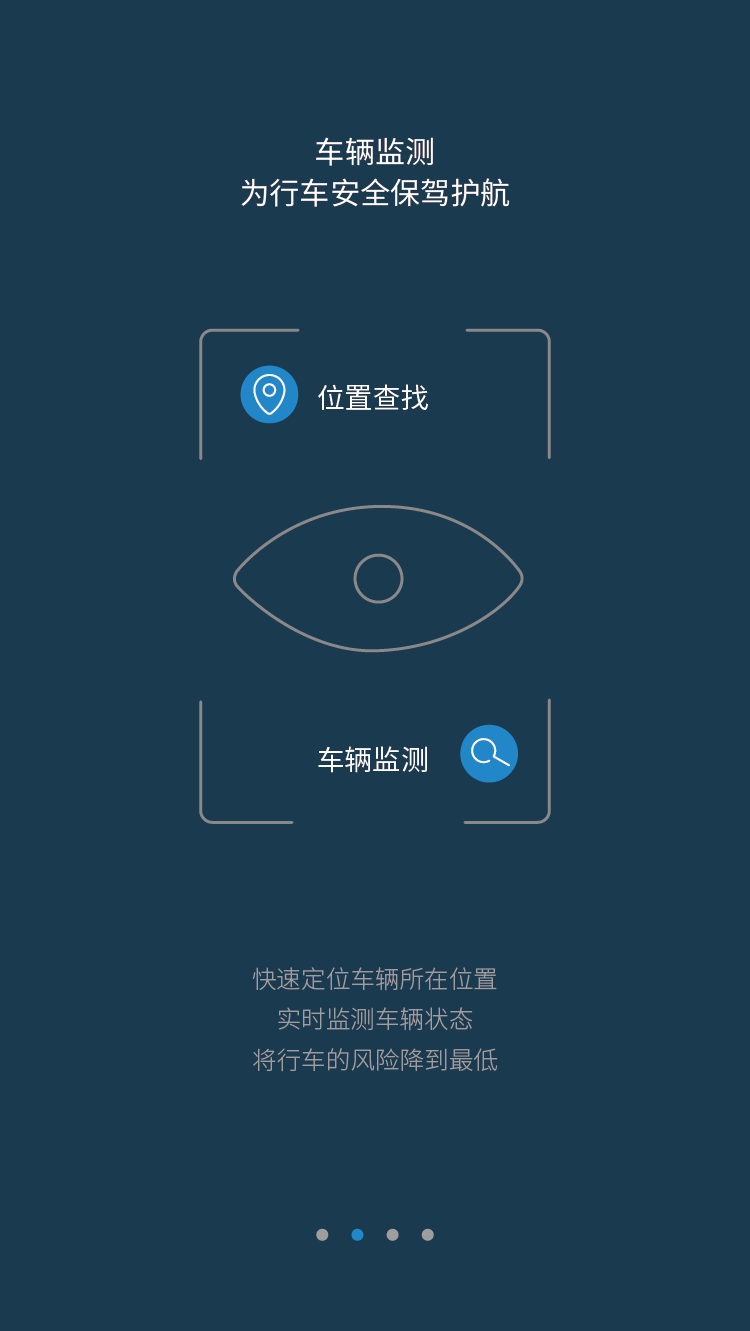 车辆监测
为行车安全保驾护航
位置查找
车辆监测
快速定位车辆所在位置
实时监测车辆状态
将行车的风险降到最低